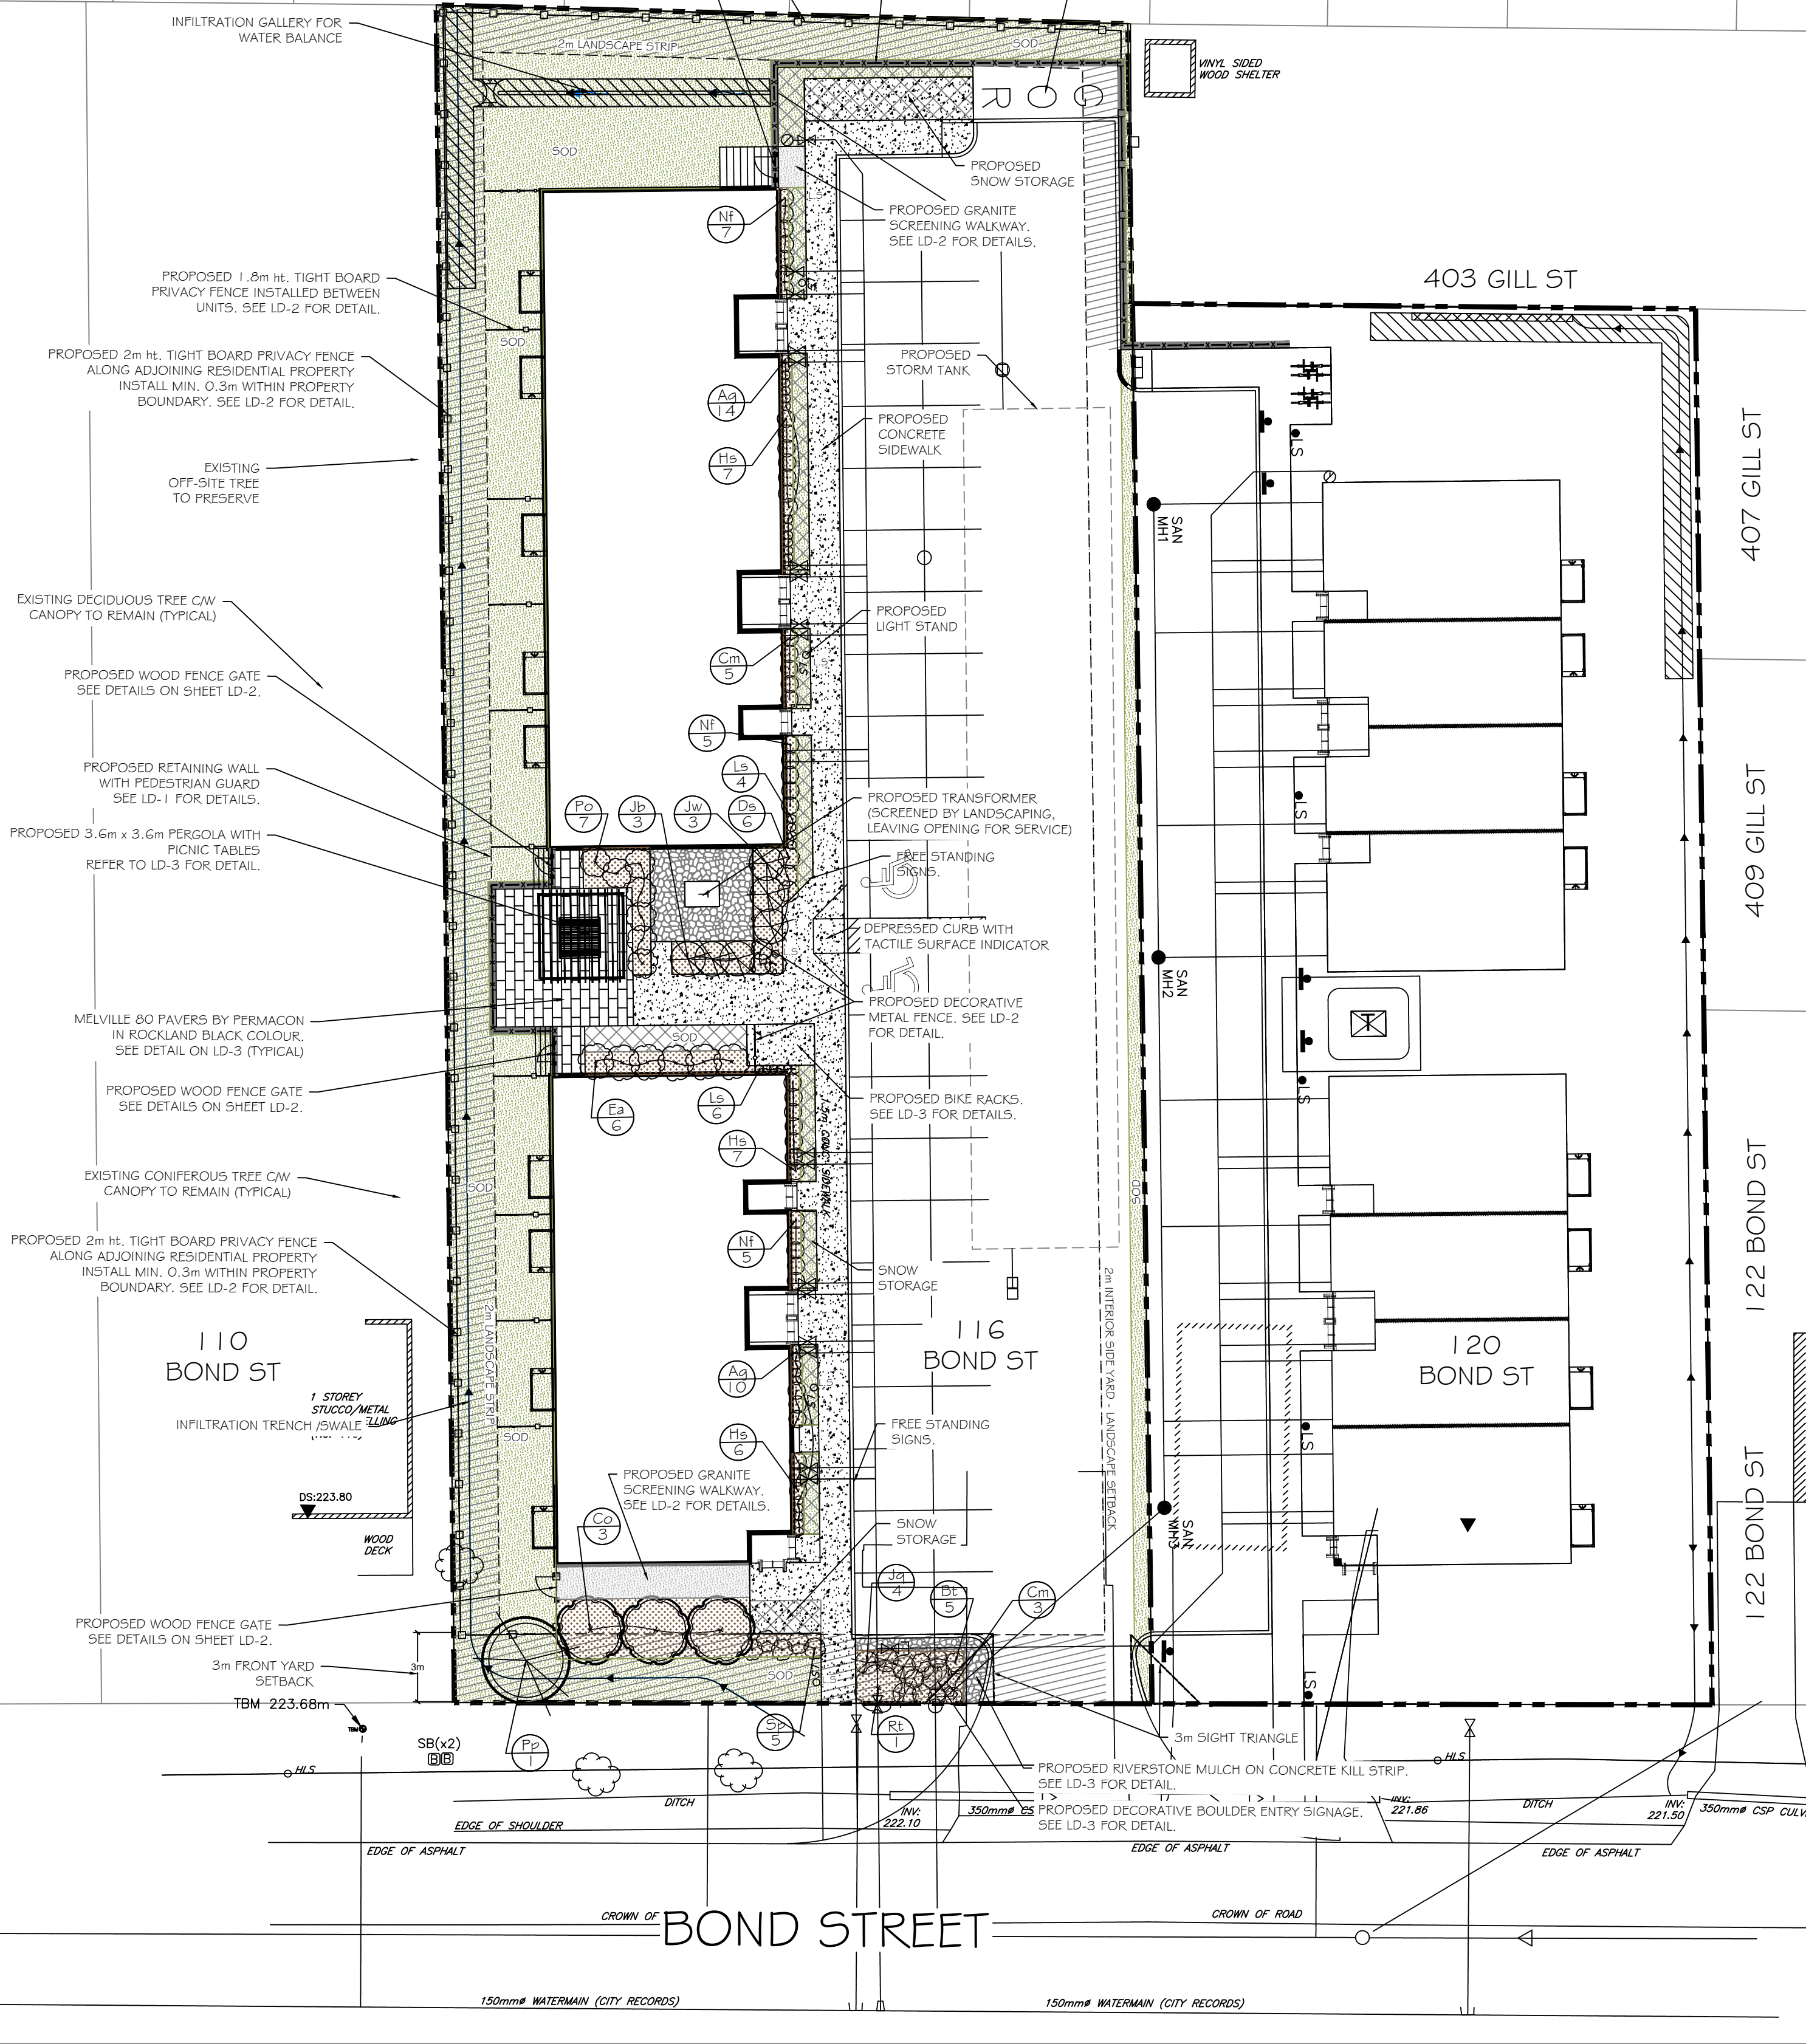 INFILTRATION GALLERY FOR
WATER BALANCE
2m LANDSCAPE STRIP
SOD
VINYL SIDED
WOOD SHELTER
R O G
SOD
PROPOSED
SNOW STORAGE
Nf
7
PROPOSED GRANITE
SCREENING WALKWAY.
SEE LD-2 FOR DETAILS.
LS
403 GILL ST
PROPOSED 1.8m ht. TIGHT BOARD
PRIVACY FENCE INSTALLED BETWEEN
UNITS. SEE LD-2 FOR DETAIL.
SOD
PROPOSED 2m ht. TIGHT BOARD PRIVACY FENCE
ALONG ADJOINING RESIDENTIAL PROPERTY
INSTALL MIN. 0.3m WITHIN PROPERTY
BOUNDARY. SEE LD-2 FOR DETAIL.
PROPOSED
STORM TANK
Ag
14
PROPOSED
CONCRETE
SIDEWALK
LS
407 GILL ST
Hs
7
EXISTING
OFF-SITE TREE
TO PRESERVE
SAN
MH1
EXISTING DECIDUOUS TREE C/W
CANOPY TO REMAIN (TYPICAL)
PROPOSED
LIGHT STAND
Cm
5
LS
LS
PROPOSED WOOD FENCE GATE
SEE DETAILS ON SHEET LD-2.
Nf
5
PROPOSED RETAINING WALL
WITH PEDESTRIAN GUARD
SEE LD-1 FOR DETAILS.
Ls
4
LS
409 GILL ST
Po
7
Jb
3
Jw
3
Ds
6
PROPOSED TRANSFORMER
(SCREENED BY LANDSCAPING,
LEAVING OPENING FOR SERVICE)
PROPOSED 3.6m x 3.6m PERGOLA WITH
PICNIC TABLES
REFER TO LD-3 FOR DETAIL.
FREE STANDING
SIGNS.
DEPRESSED CURB WITH
TACTILE SURFACE INDICATOR
LS
SAN
MH2
PROPOSED DECORATIVE
METAL FENCE. SEE LD-2
FOR DETAIL.
T
MELVILLE 80 PAVERS BY PERMACON
IN ROCKLAND BLACK COLOUR.
SEE DETAIL ON LD-3 (TYPICAL)
SOD
PROPOSED WOOD FENCE GATE
SEE DETAILS ON SHEET LD-2.
Ea
6
Ls
6
PROPOSED BIKE RACKS.
SEE LD-3 FOR DETAILS.
LS
Hs
7
1.5m CONC. SIDEWALK
EXISTING CONIFEROUS TREE C/W
CANOPY TO REMAIN (TYPICAL)
SOD
SOD
122 BOND ST
PROPOSED 2m ht. TIGHT BOARD PRIVACY FENCE
ALONG ADJOINING RESIDENTIAL PROPERTY
INSTALL MIN. 0.3m WITHIN PROPERTY
BOUNDARY. SEE LD-2 FOR DETAIL.
Nf
5
SNOW
STORAGE
2m LANDSCAPE STRIP
2m INTERIOR SIDE YARD - LANDSCAPE SETBACK
110
BOND ST
116
BOND ST
120
BOND ST
Ag
10
1 STOREY
STUCCO/METAL
INFILTRATION TRENCH /SWALE
SOD
Hs
6
FREE STANDING
SIGNS.
LS
PROPOSED GRANITE
SCREENING WALKWAY.
SEE LD-2 FOR DETAILS.
DS:223.80
WOOD
DECK
Co
3
SNOW
STORAGE
SAN
MH3
122 BOND ST
Jg
4
Bt
5
Cm
3
PROPOSED WOOD FENCE GATE
SEE DETAILS ON SHEET LD-2.
3m FRONT YARD
SETBACK
3m
SOD
LS
LS
TBM 223.68m
TBM
Sp
5
Rt
1
Pp
1
SB(x2)
BB
3m SIGHT TRIANGLE
HLS
HLS
PROPOSED RIVERSTONE MULCH ON CONCRETE KILL STRIP.
SEE LD-3 FOR DETAIL.
DITCH
INV:
222.10
350mmø CS
PROPOSED DECORATIVE BOULDER ENTRY SIGNAGE.
SEE LD-3 FOR DETAIL.
INV:
221.86
DITCH
INV:
221.50
350mmø CSP CULV
EDGE OF SHOULDER
EDGE OF ASPHALT
EDGE OF ASPHALT
EDGE OF ASPHALT
CROWN OF
BOND STREET
CROWN OF ROAD
150mmø WATERMAIN (CITY RECORDS)
150mmø WATERMAIN (CITY RECORDS)